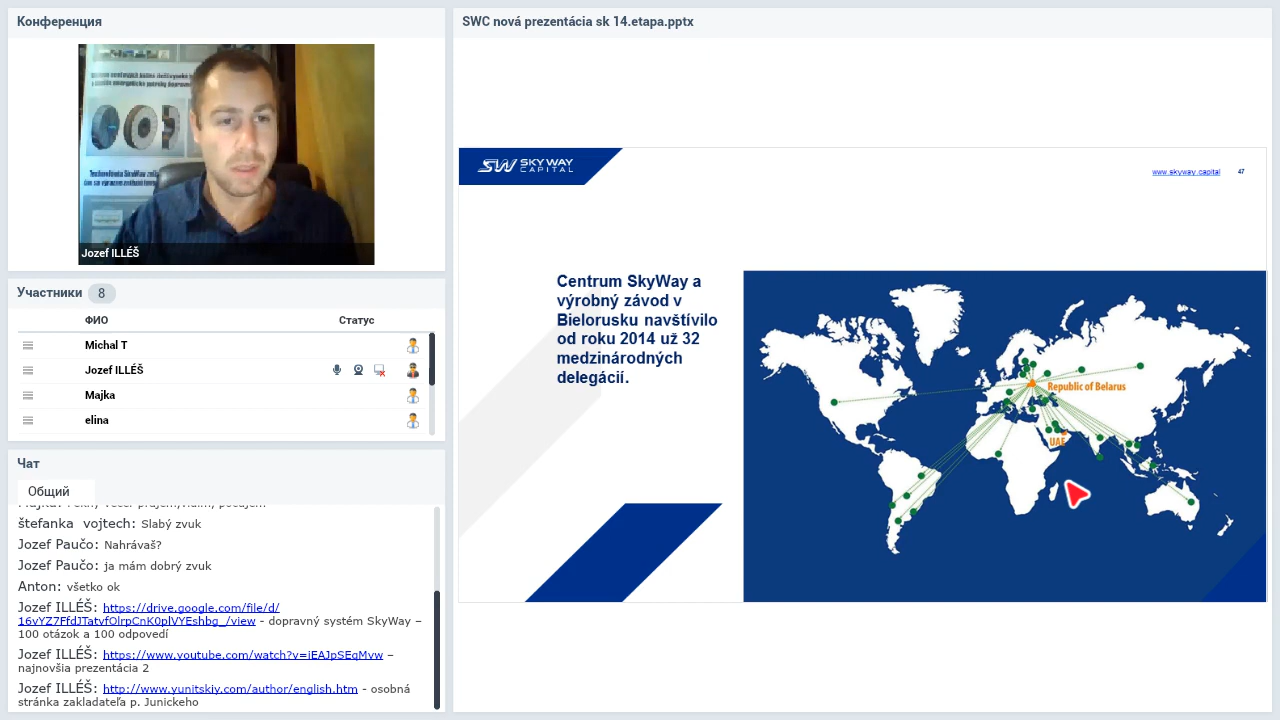 Конференция
Jozef ILLÉŠ
Участники 8
ФИО Статус
Michal T
Jozef ILLÉŠ
Majka
elina
Чат
Общий
štefanka vojtech: Slabý zvuk
Jozef Paučo: Nahrávaš?
Jozef Paučo: ja mám dobrý zvuk
Anton: všetko ok
Jozef ILLÉŠ: https://drive.google.com/file/d/
16vYZ7FfdJTatvfOlrpCnK0plVYEshbg_/view - dopravný systém SkyWay –
100 otázok a 100 odpovedí
Jozef ILLÉŠ: https://www.youtube.com/watch?v=iEAJpSEqMvw –
najnovšia prezentácia 2
Jozef ILLÉŠ: http://www.yunitskiy.com/author/english.htm - osobná
stránka zakladateľa p. Junickeho
SWC nová prezentácia sk 14.etapa.pptx
SW SKY WAY
CAPITAL
www.skyway.capital 47
Centrum SkyWay a
výrobný závod v
Bielorusku navštívilo
od roku 2014 už 32
medzinárodných
delegácií.
Republic of Belarus
UAE